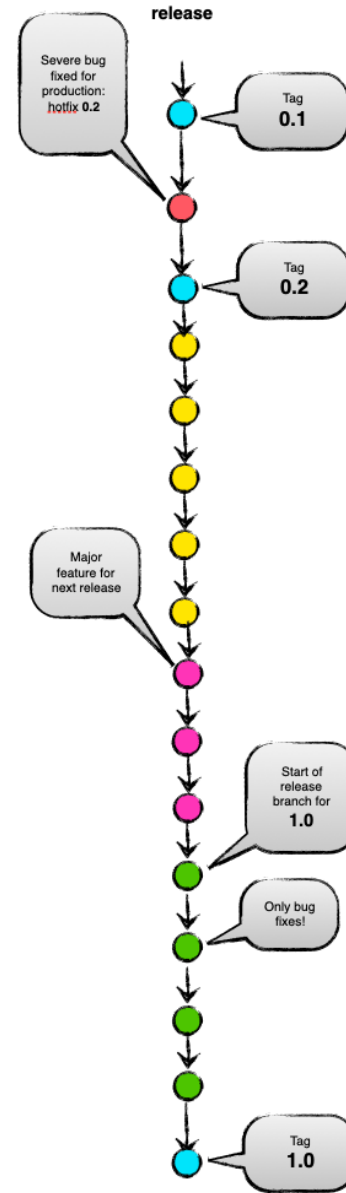 release
Severe bug
fixed for
production:
hotfix 0.2
Tag
0.1
Tag
0.2
Major
feature for
next release
Start of
release
branch for
1.0
Only bug
fixes!
Tag
1.0